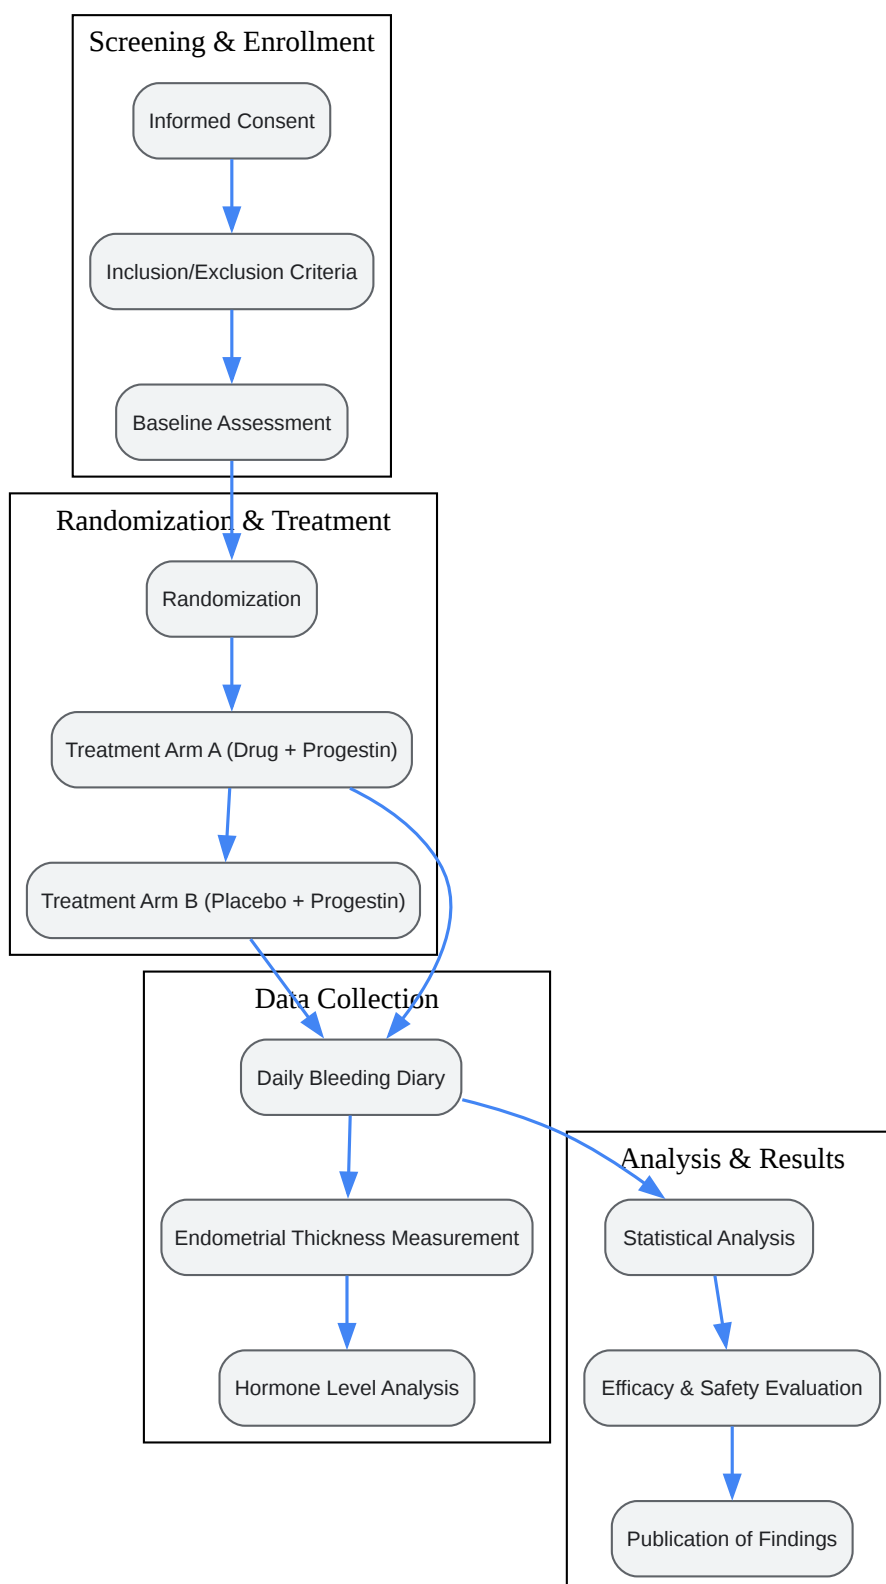 Screening & Enrollment
Informed Consent
Inclusion/Exclusion Criteria
Baseline Assessment
Randomization & Treatment
Randomization
Treatment Arm A (Drug + Progestin)
Treatment Arm B (Placebo + Progestin)
Data Collection
Daily Bleeding Diary
Endometrial Thickness Measurement
Hormone Level Analysis
Analysis & Results
Statistical Analysis
Efficacy & Safety Evaluation
Publication of Findings